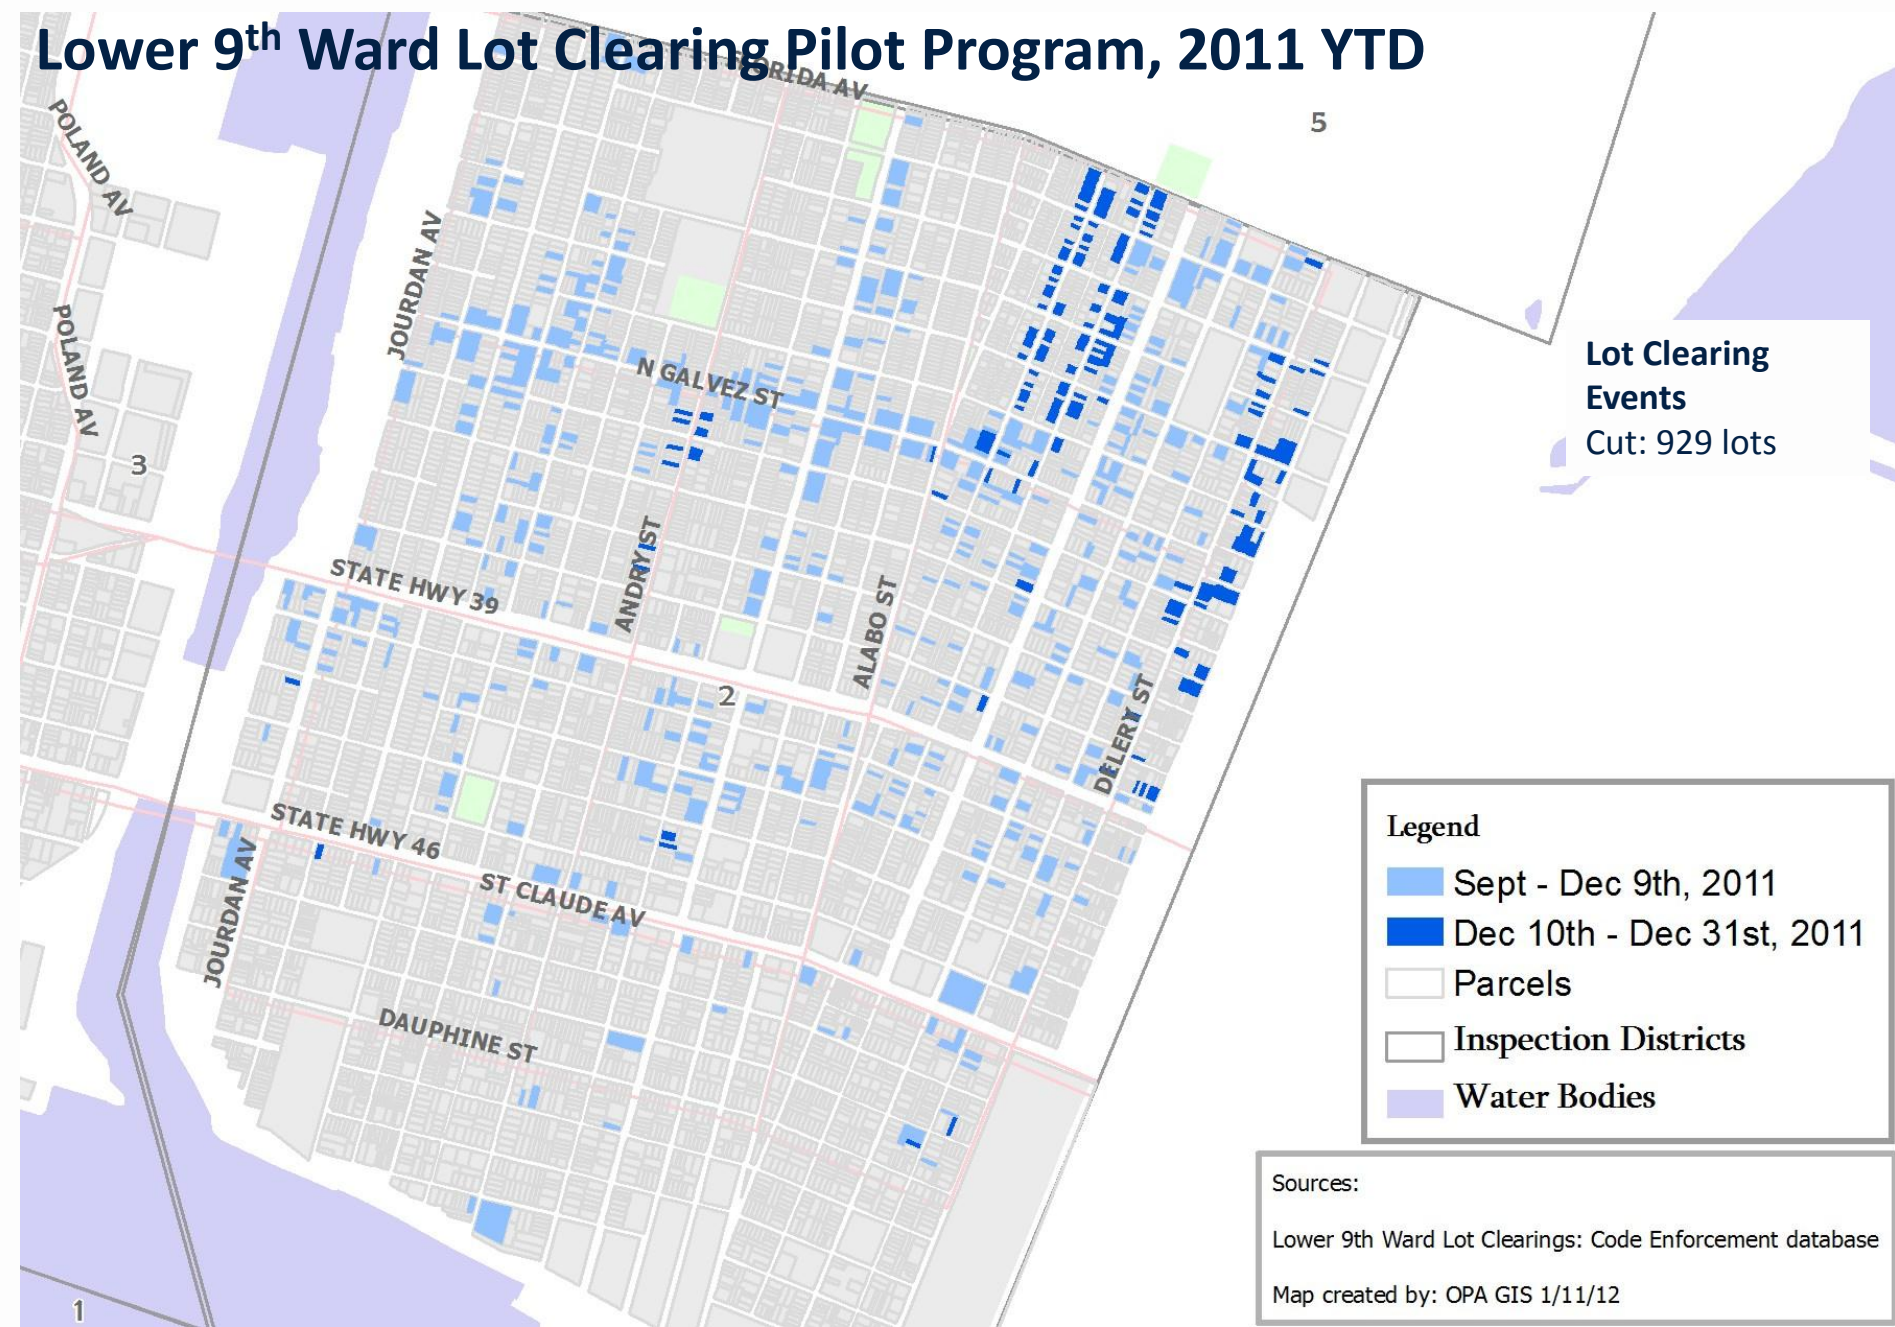 Lower 9th Ward Lot Clearing Pilot Program, 2011 YTD
FLORIDA AV
5
POLAND AV
JOURDAN AV
POLAND AV
N GALVEZ ST
Lot Clearing
Events
Cut: 929 lots
3
ANDRY ST
STATE HWY 39
ALABO ST
2
DELERY ST
STATE HWY 46
JOURDAN AV
ST CLAUDE AV
DAUPHINE ST
1
Legend
Sept - Dec 9th, 2011
Dec 10th - Dec 31st, 2011
Parcels
Inspection Districts
Water Bodies
Sources:
Lower 9th Ward Lot Clearings: Code Enforcement database
Map created by: OPA GIS 1/11/12